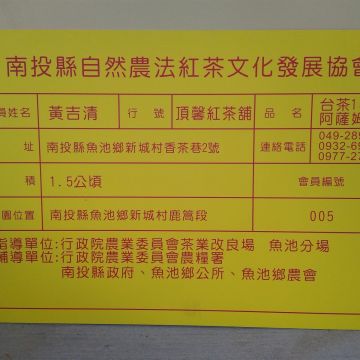 南投縣自然農法紅茶文化發展協會
員姓名 黃吉清 行號 頂馨紅茶舖 品名 台茶1
阿薩姆
址 南投縣魚池鄉新城村香茶巷2號 連絡電話 049-289
0932-69
0977-27
積 1.5公頃 會員編號
園位置 南投縣魚池鄉新城村鹿篙段 005
指導單位:行政院農業委員會茶業改良場 魚池分場
輔導單位:行政院農業委員會農糧署
南投縣政府、魚池鄉公所、魚池鄉農會